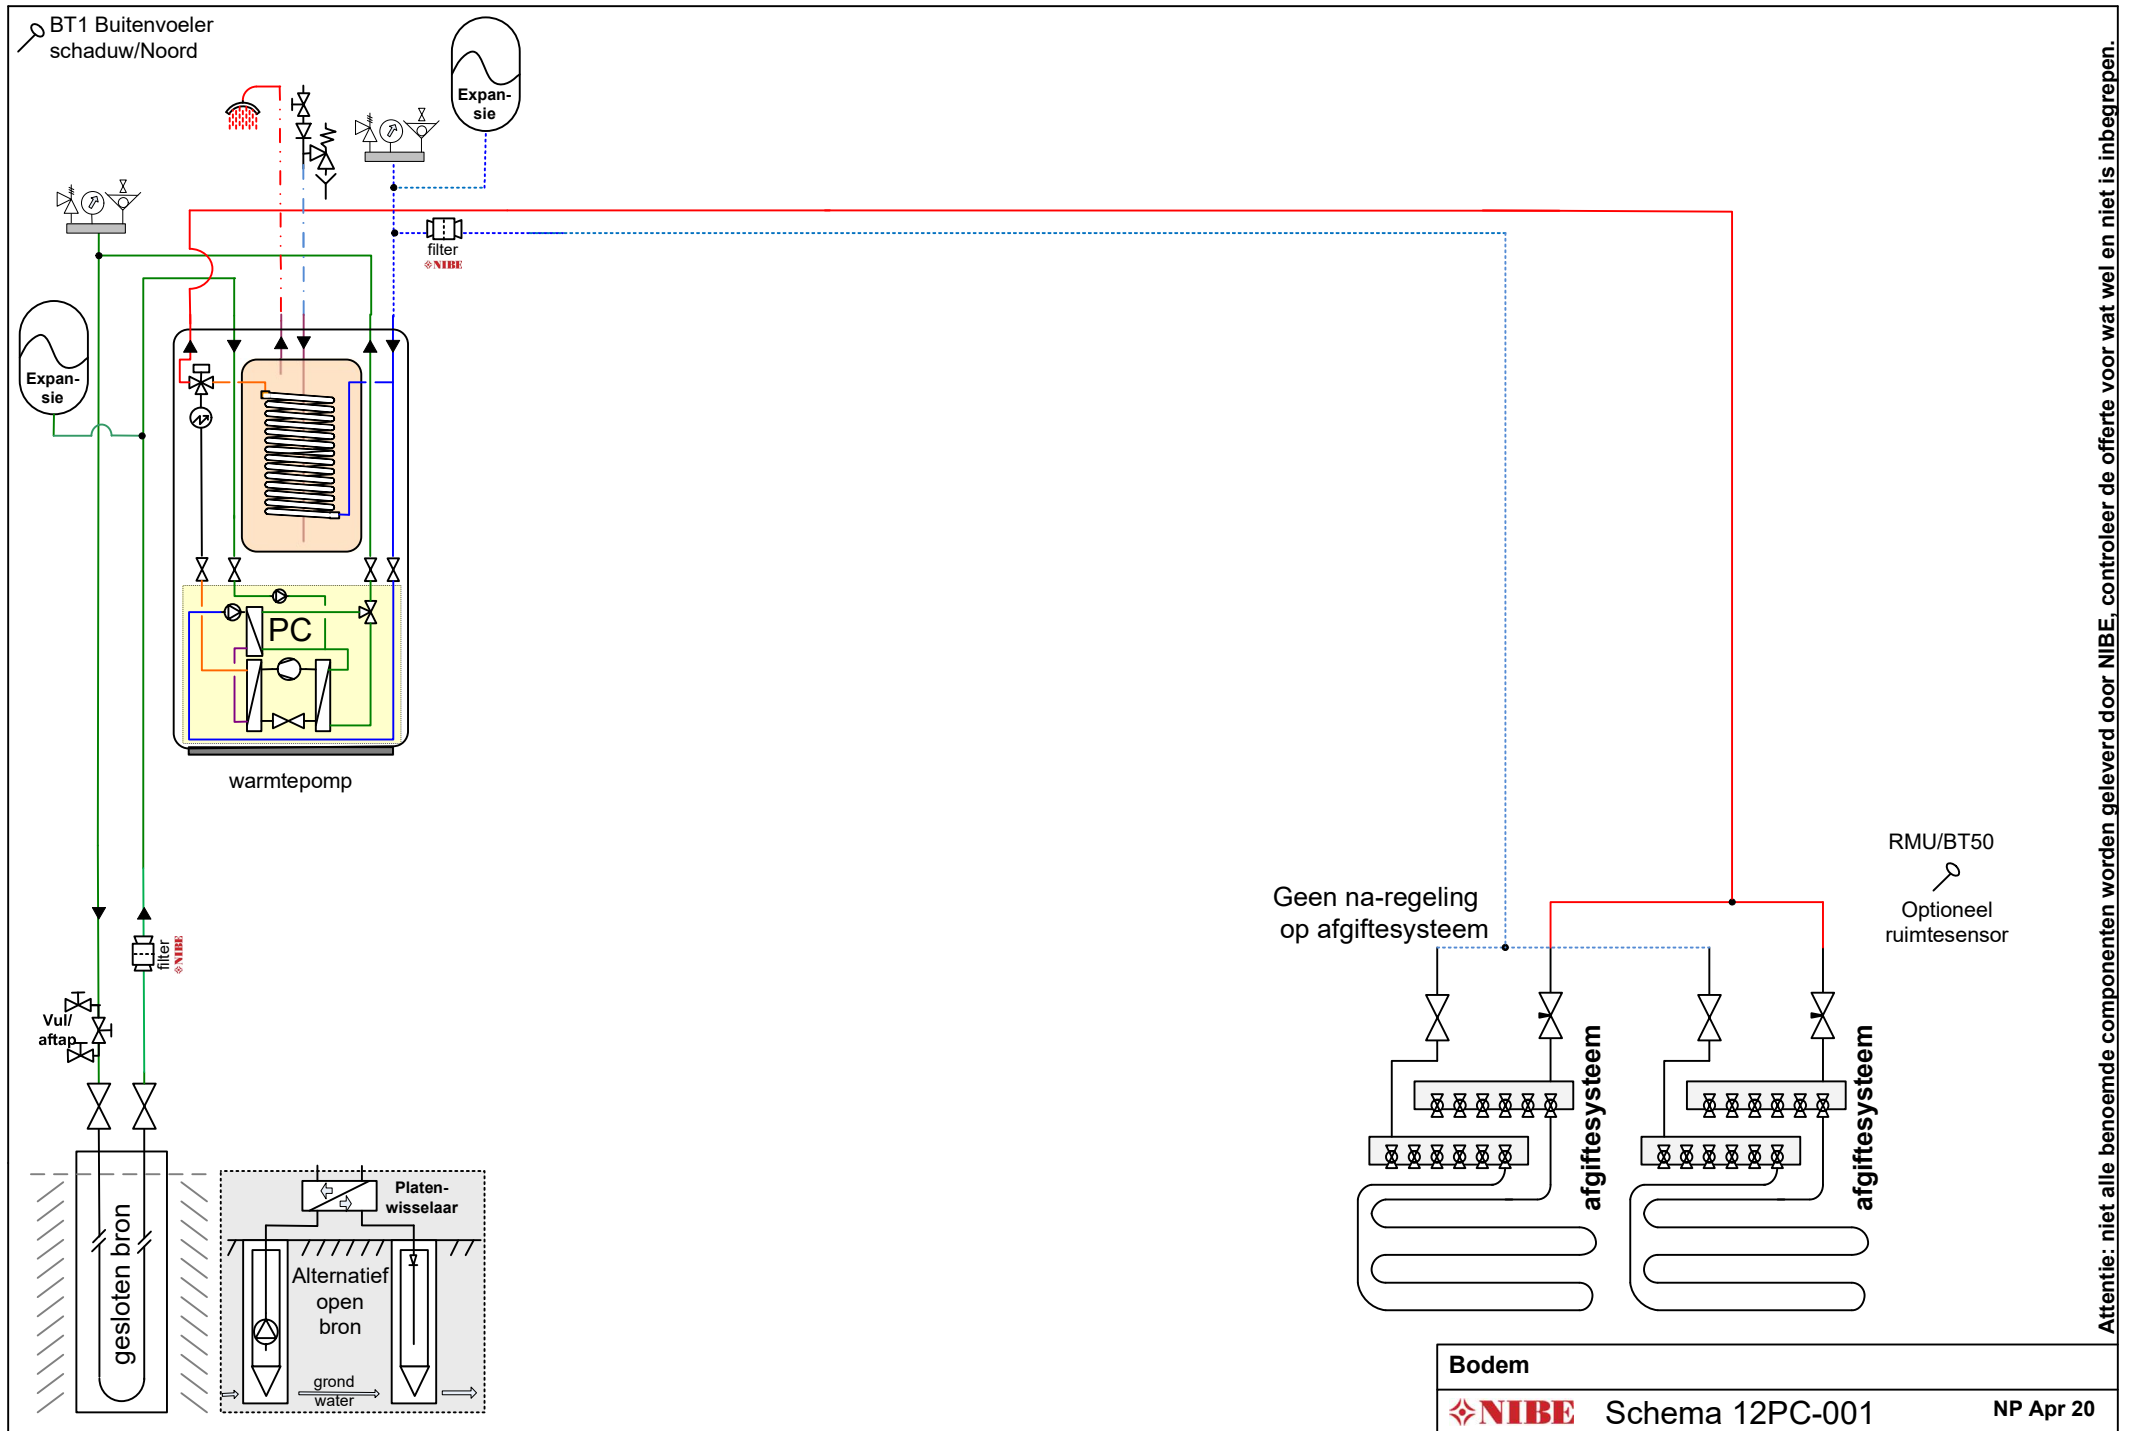 BT1 Buitenvoeler
schaduw/Noord
Expan-
sie
filter
NIBE
Expan-
sie
PC
warmtepomp
filter
NIBE
Vul/
aftap
gesloten bron
Platen-
wisselaar
Alternatief
open
bron
grond
water
Geen na-regeling
op afgiftesysteem
RMU/BT50
Optioneel
ruimtesensor
afgiftesysteem
afgiftesysteem
Attentie: niet alle benoemde componenten worden geleverd door NIBE, controleer de offerte voor wat wel en niet is inbegrepen.
Bodem
NIBE Schema 12PC-001 NP Apr 20